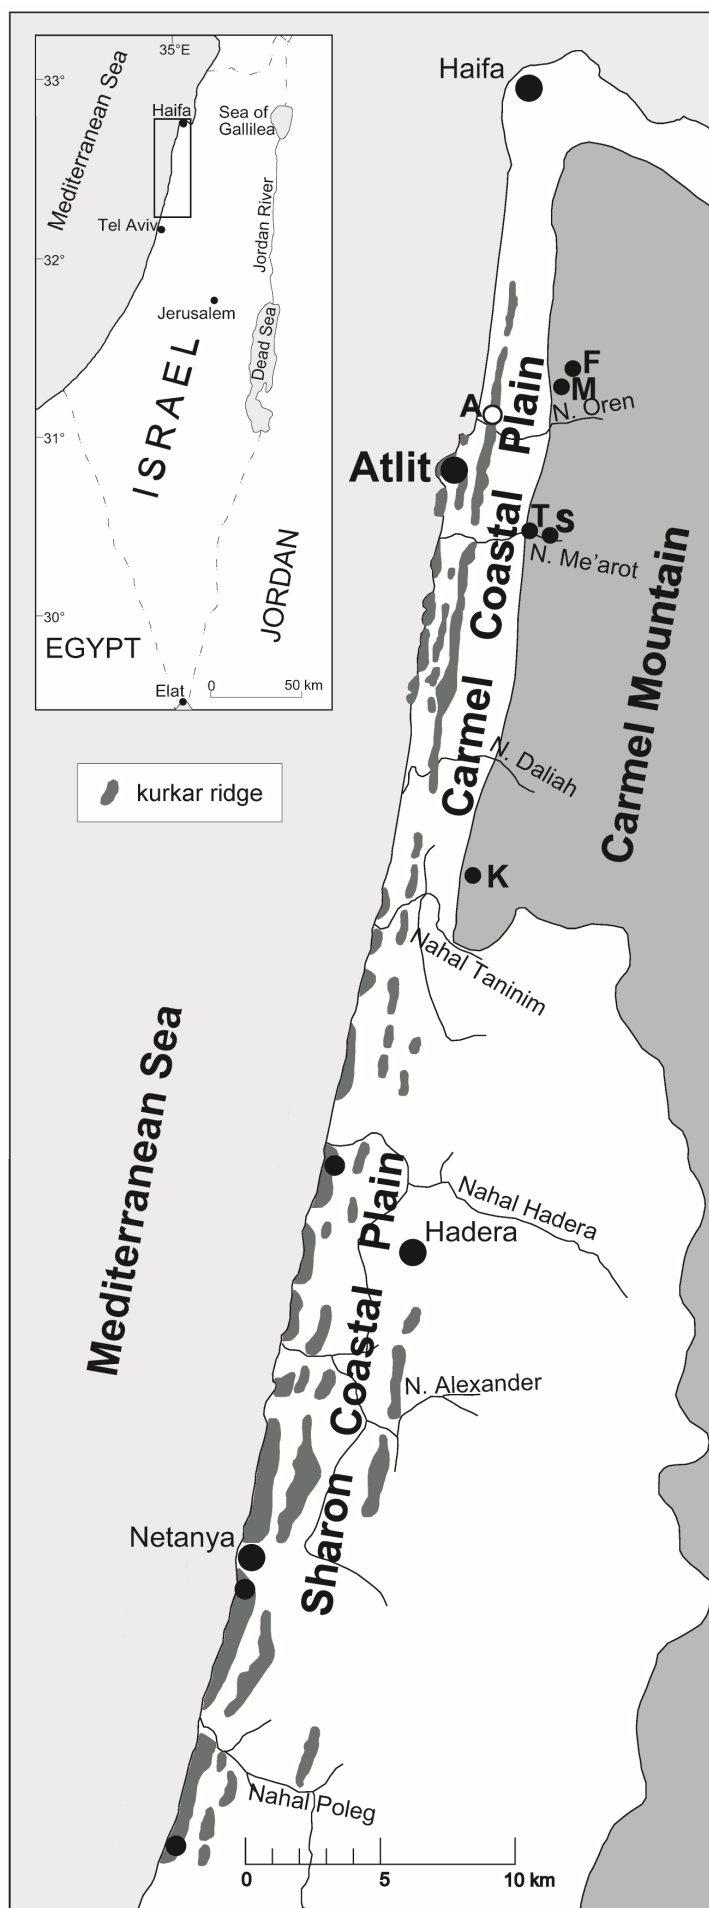 35°E
33°
Mediterranean Sea
Haifa
Sea of
Gallilea
Tel Aviv
Jordan River
32°
Jerusalem
Dead Sea
ISRAEL
31°
JORDAN
30°
EGYPT
Elat
0 50 km
kurkar ridge
Haifa
F
M
A
N. Oren
Atlit
T S
N. Me’arot
Carmel Coastal Plain
Carmel Mountain
N. Daliah
K
Nahal Taninim
Mediterranean Sea
Nahal Hadera
Hadera
N. Alexander
Sharon Coastal Plain
Netanya
Nahal Poleg
0 5 10 km